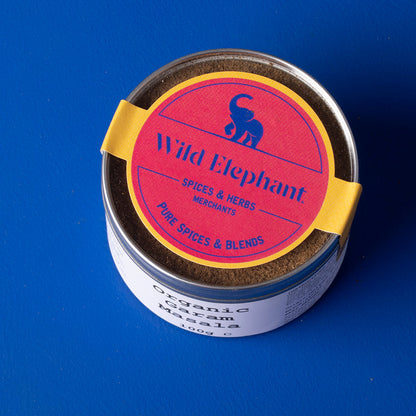 Wild Elephant
SPICES & HERBS
MERCHANTS
PURE SPICES & BLENDS
Organic
Garam
Masala
100g e